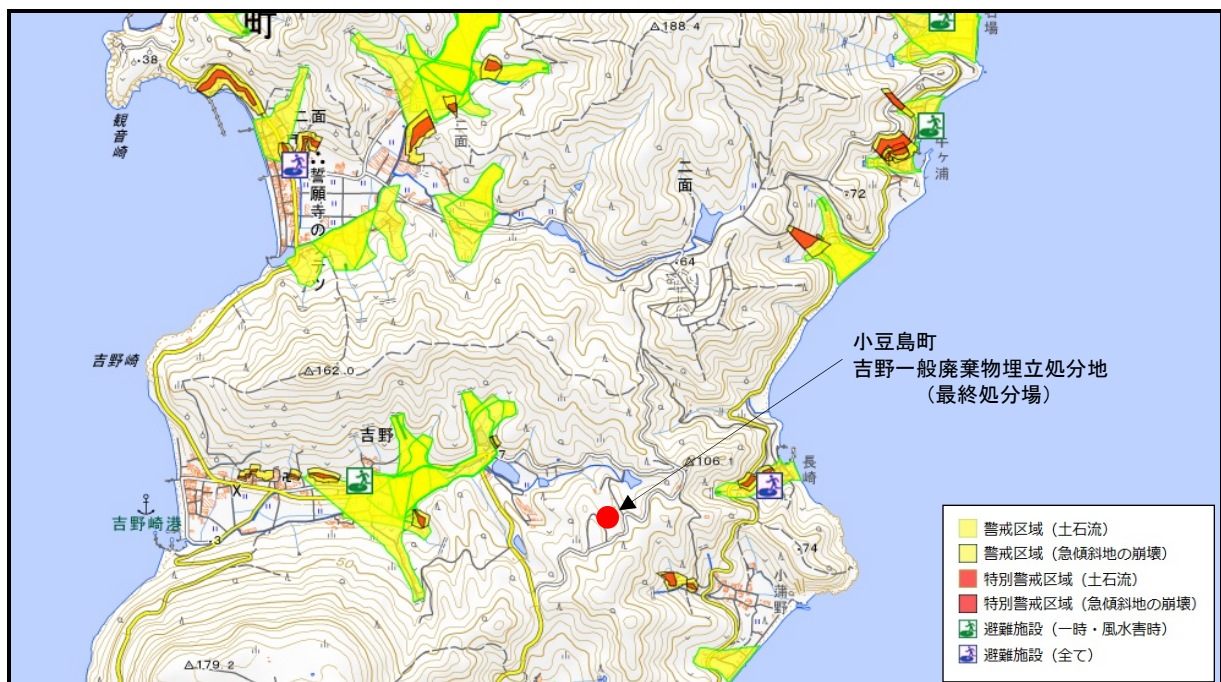 町
△188.4
・38
観音崎
二面
誓願寺の
ソテツ
二面
二面
・72
・64
牛ヶ浦
吉野崎
△162.0
小豆島町
吉野一般廃棄物埋立処分地
（最終処分場）
吉野
7
△106.1
長崎
吉野崎港
・3
50
・74
小蒲野
△179.2
警戒区域（土石流）
警戒区域（急傾斜地の崩壊）
特別警戒区域（土石流）
特別警戒区域（急傾斜地の崩壊）
避難施設（一時・風水害時）
避難施設（全て）